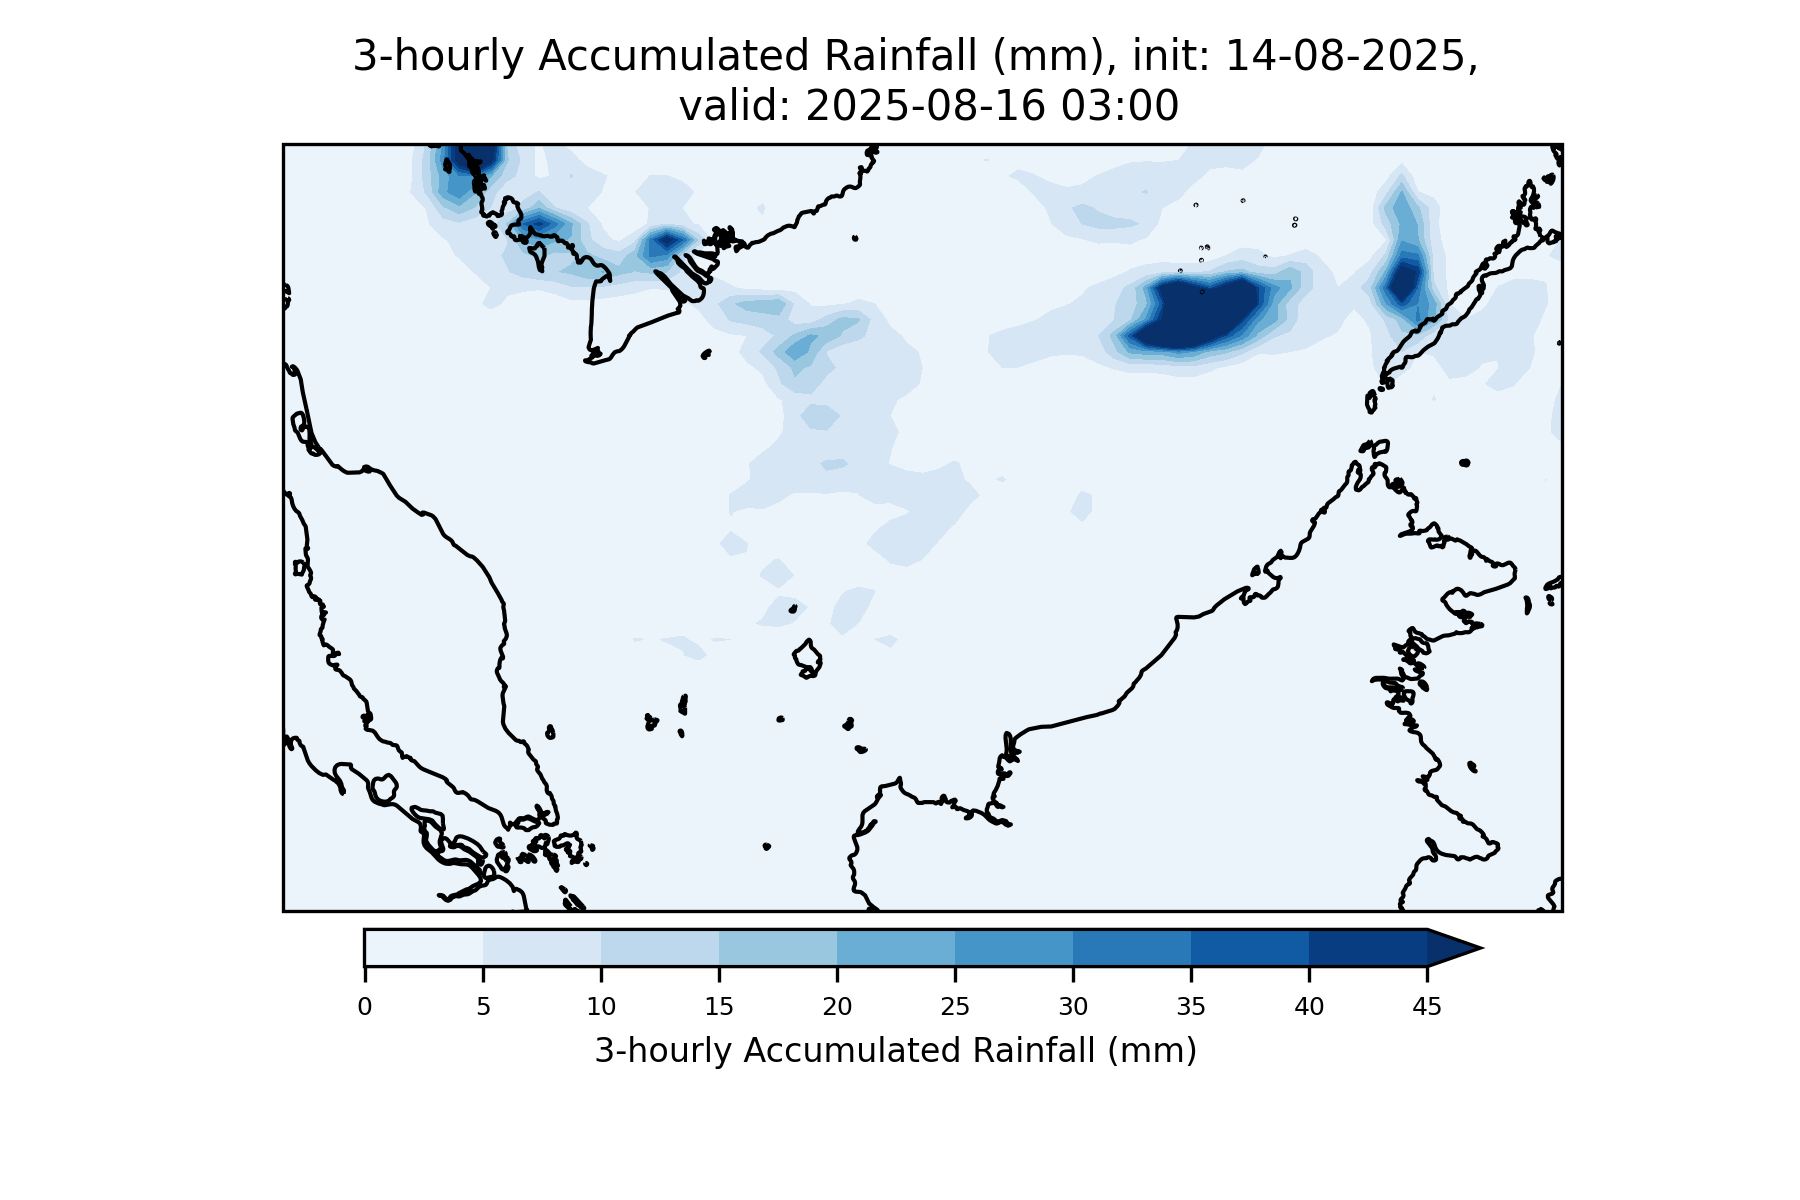 3-hourly Accumulated Rainfall (mm), init: 14-08-2025,
valid: 2025-08-16 03:00
0 5 10 15 20 25 30 35 40 45
3-hourly Accumulated Rainfall (mm)